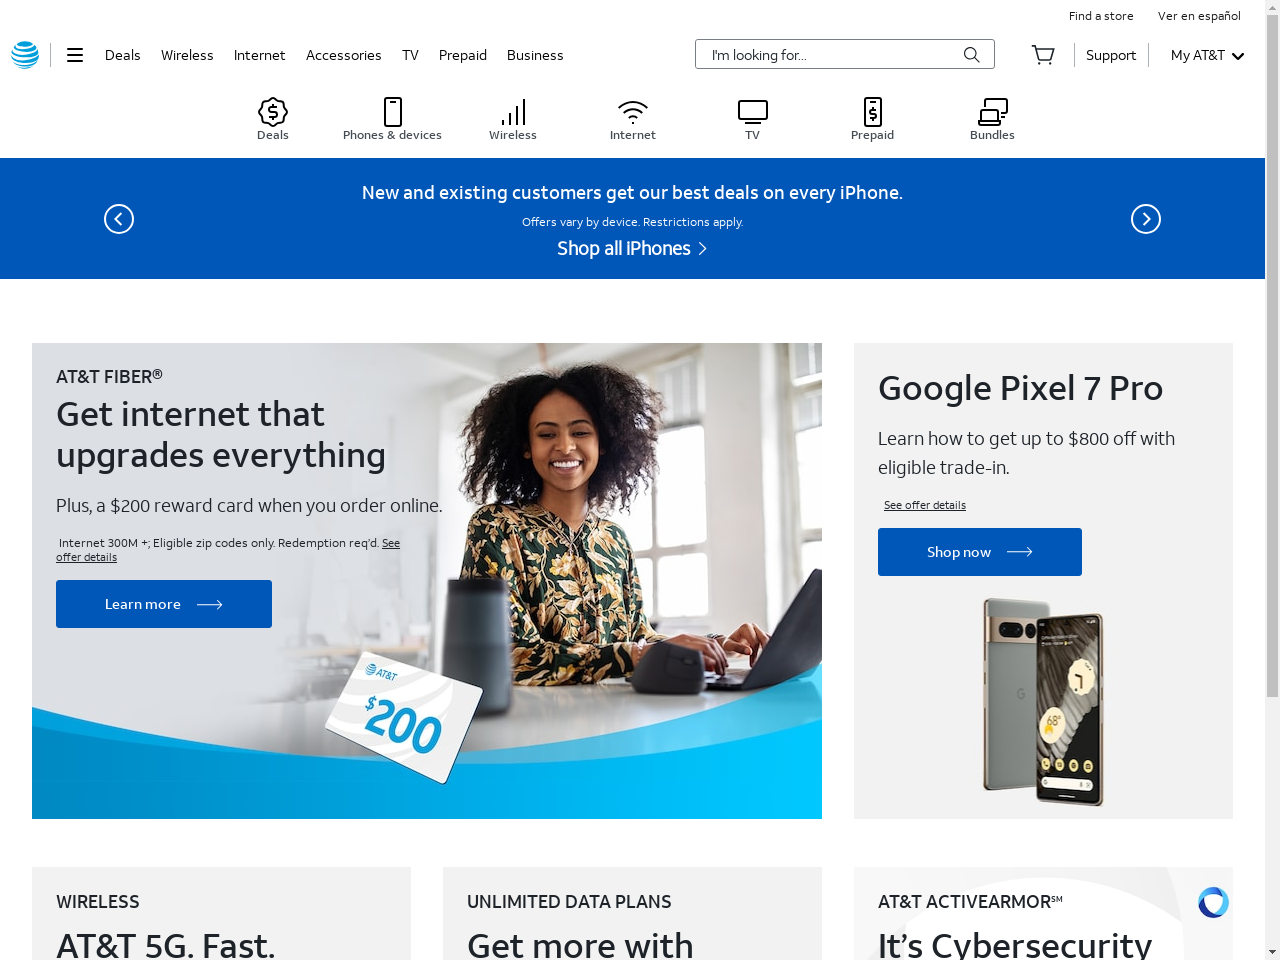 Find a store
Ver en español
Deals
Wireless
Internet
Accessories
TV
Prepaid
Business
I'm looking for...
Support
My AT&T
Deals
Phones & devices
Wireless
Internet
TV
Prepaid
Bundles
New and existing customers get our best deals on every iPhone.
Offers vary by device. Restrictions apply.
Shop all iPhones
AT&T FIBER®
Get internet that
upgrades everything
Plus, a $200 reward card when you order online.
Internet 300M +; Eligible zip codes only. Redemption req'd. See
offer details
Learn more
AT&T
$200
Google Pixel 7 Pro
Learn how to get up to $800 off with
eligible trade-in.
See offer details
Shop now
68°
WIRELESS
AT&T 5G. Fast.
UNLIMITED DATA PLANS
Get more with
AT&T ACTIVEARMOR℠
It’s Cybersecurity